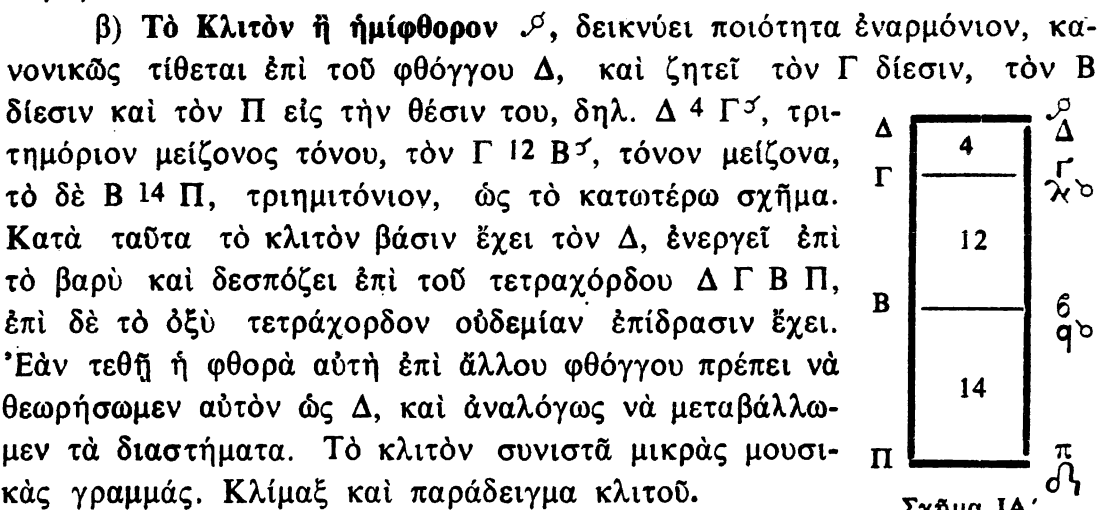 β) Τὸ Κλιτὸν ἢ ἡμίφθορον, δεικνύει ποιότητα ἐναρμόνιον, κα-
νονικῶς τίθεται ἐπὶ τοῦ φθόγγου Δ, καὶ ζητεῖ τὸν Γ δίεσιν, τὸν Β
δίεσιν καὶ τὸν Π εἰς τὴν θέσιν του, δηλ. Δ 4 Γ, τρι-
τημόριον μείζονος τόνου, τὸν Γ 12 Β, τόνον μείζονα,
τὸ δὲ Β 14 Π, τριημιτόνιον, ὡς τὸ κατωτέρω σχῆμα.
Κατὰ ταῦτα τὸ κλιτὸν βάσιν ἔχει τὸν Δ, ἐνεργεῖ ἐπὶ
τὸ βαρὺ καὶ δεσπόζει ἐπὶ τοῦ τετραχόρδου Δ Γ Β Π,
ἐπὶ δὲ τὸ ὀξὺ τετράχορδον οὐδεμίαν ἐπίδρασιν ἔχει.
Ἐὰν τεθῇ ἡ φθορὰ αὐτὴ ἐπὶ ἄλλου φθόγγου πρέπει νὰ
θεωρήσωμεν αὐτὸν ὡς Δ, καὶ ἀναλόγως νὰ μεταβάλλω-
μεν τὰ διαστήματα. Τὸ κλιτὸν συνιστᾶ μικρὰς μουσι-
κὰς γραμμάς. Κλίμαξ καὶ παράδειγμα κλιτοῦ.
Δ 4 Δ
Γ Γ
12
Β 6
14
Π π
Σχῆμα ΙΔ΄